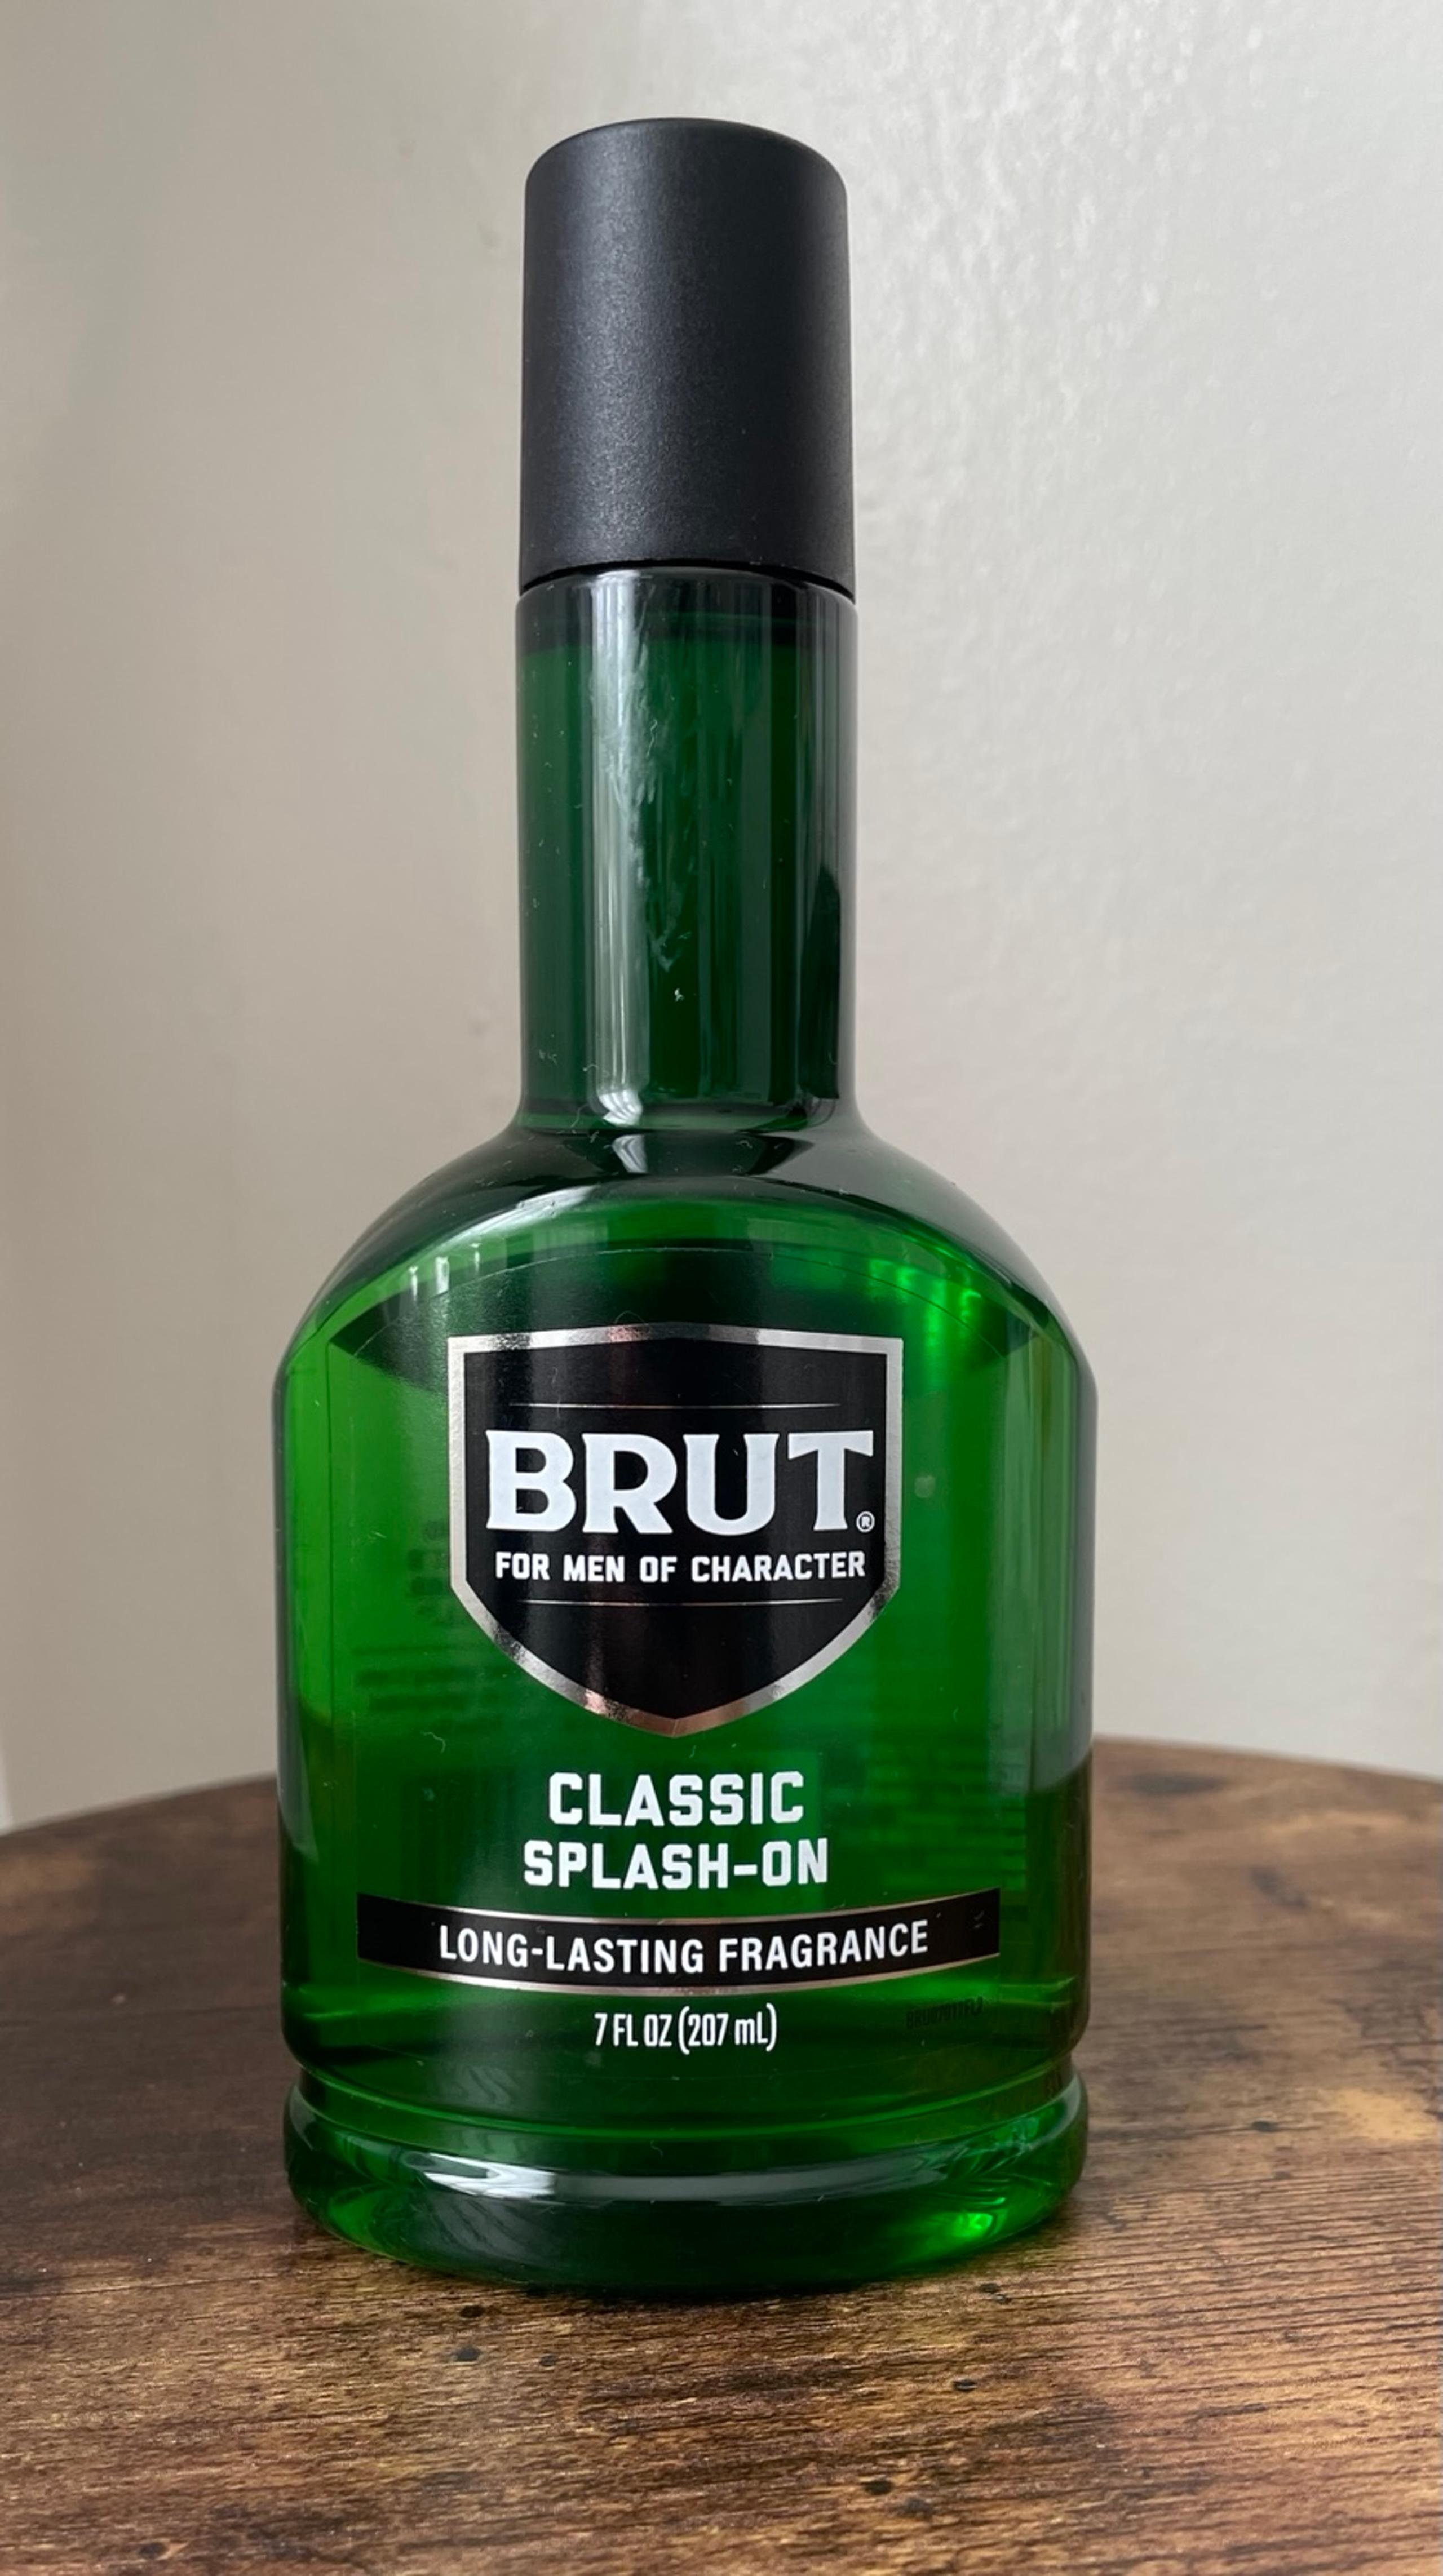 BRUT®
FOR MEN OF CHARACTER
CLASSIC
SPLASH-ON
LONG-LASTING FRAGRANCE
7 FL OZ (207 mL)